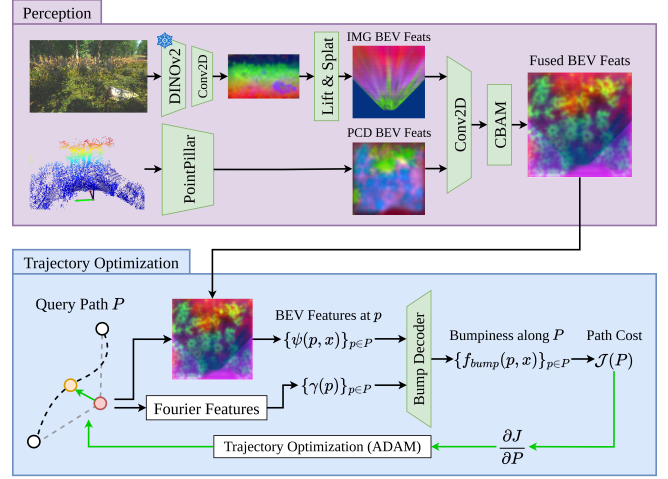 Perception
IMG BEV Feats
Fused BEV Feats
DINOv2
Conv2D
Lift & Splat
Conv2D
CBAM
PCD BEV Feats
PointPillar
Trajectory Optimization
Query Path P
BEV Features at p
{ψ(p, x)}p∈P
Bump Decoder
Bumpiness along P
Path Cost
{fbump(p, x)}p∈P
𝒥(P)
Fourier Features
{γ(p)}p∈P
Trajectory Optimization (ADAM)
∂J
∂P